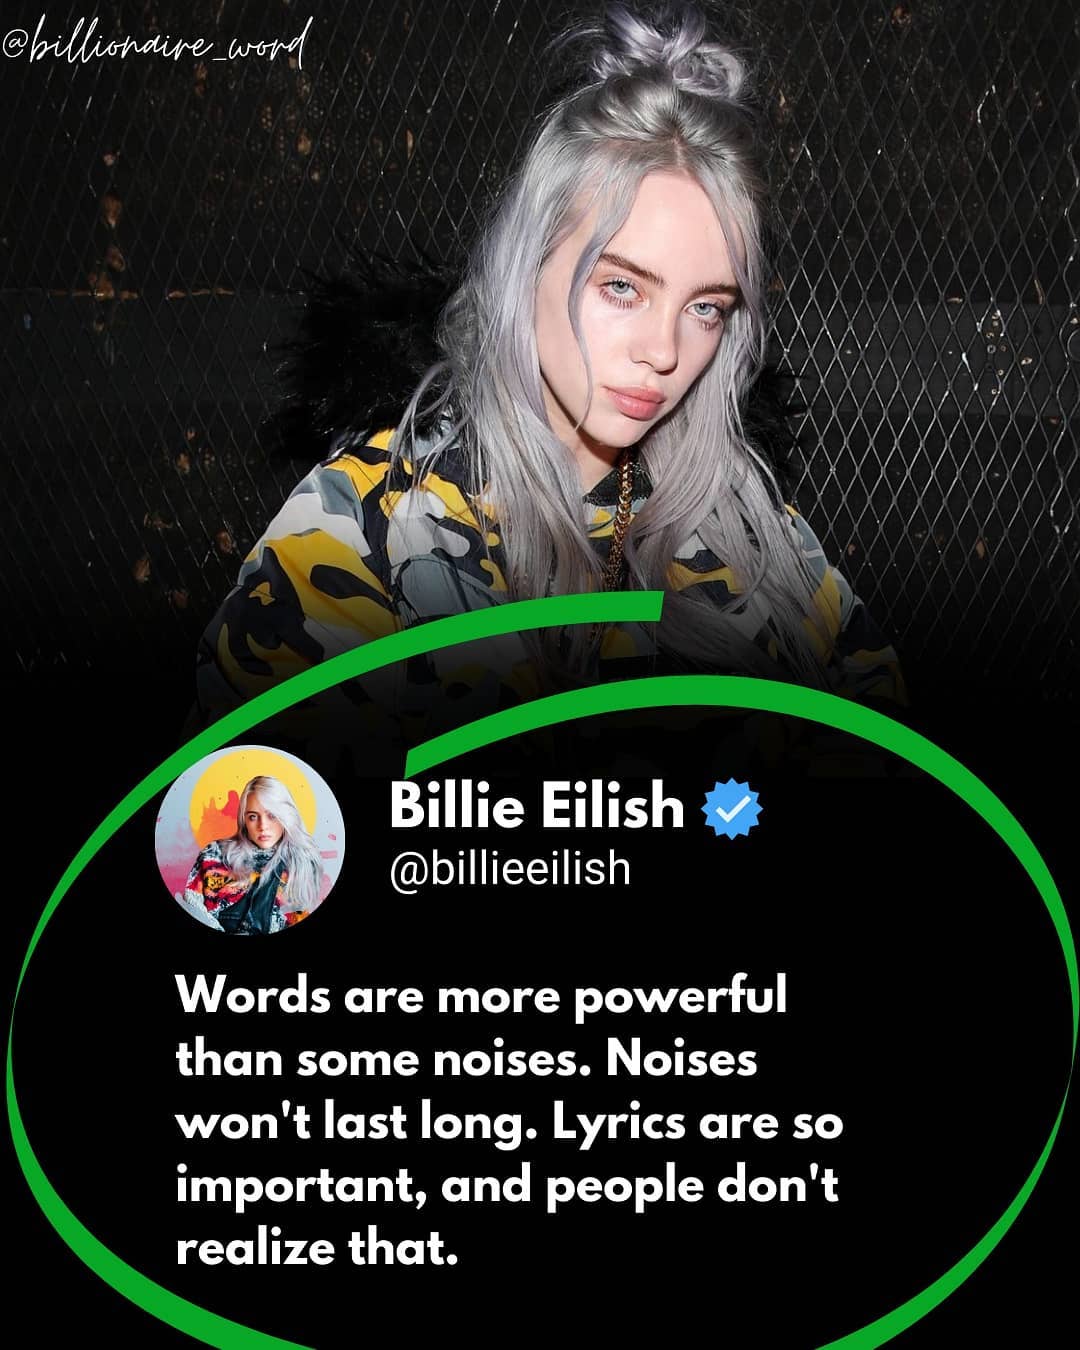 @billionaire_word
Billie Eilish
@billieeilish
Words are more powerful
than some noises. Noises
won't last long. Lyrics are so
important, and people don't
realize that.